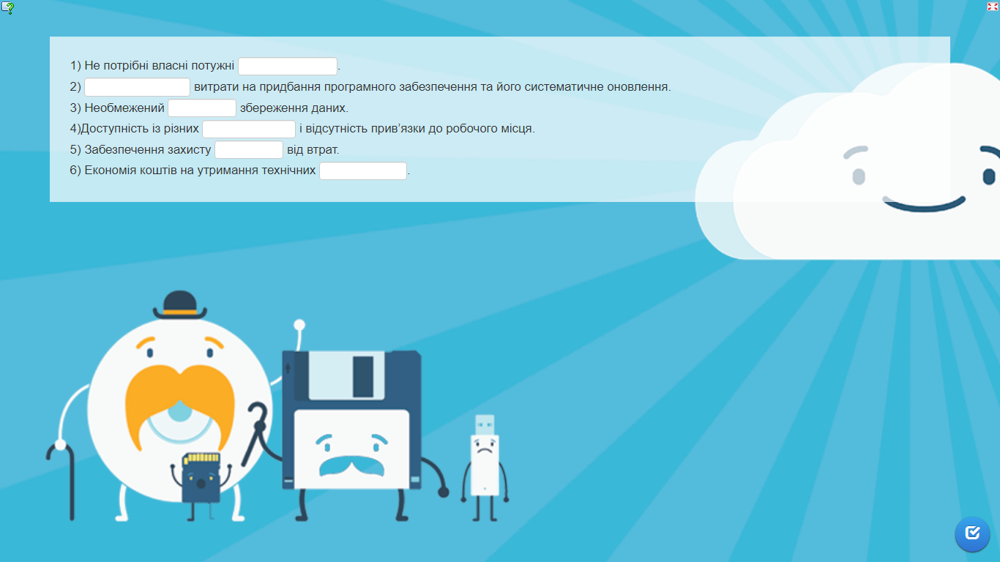 1) Не потрібні власні потужні .
2) витрати на придбання програмного забезпечення та його систематичне оновлення.
3) Необмежений збереження даних.
4)Доступність із різних і відсутність прив’язки до робочого місця.
5) Забезпечення захисту від втрат.
6) Економія коштів на утримання технічних .